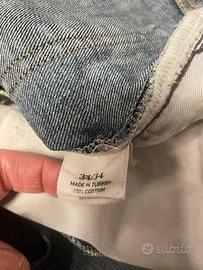 34/34
MADE IN TURKEY
100% COTTON
subito